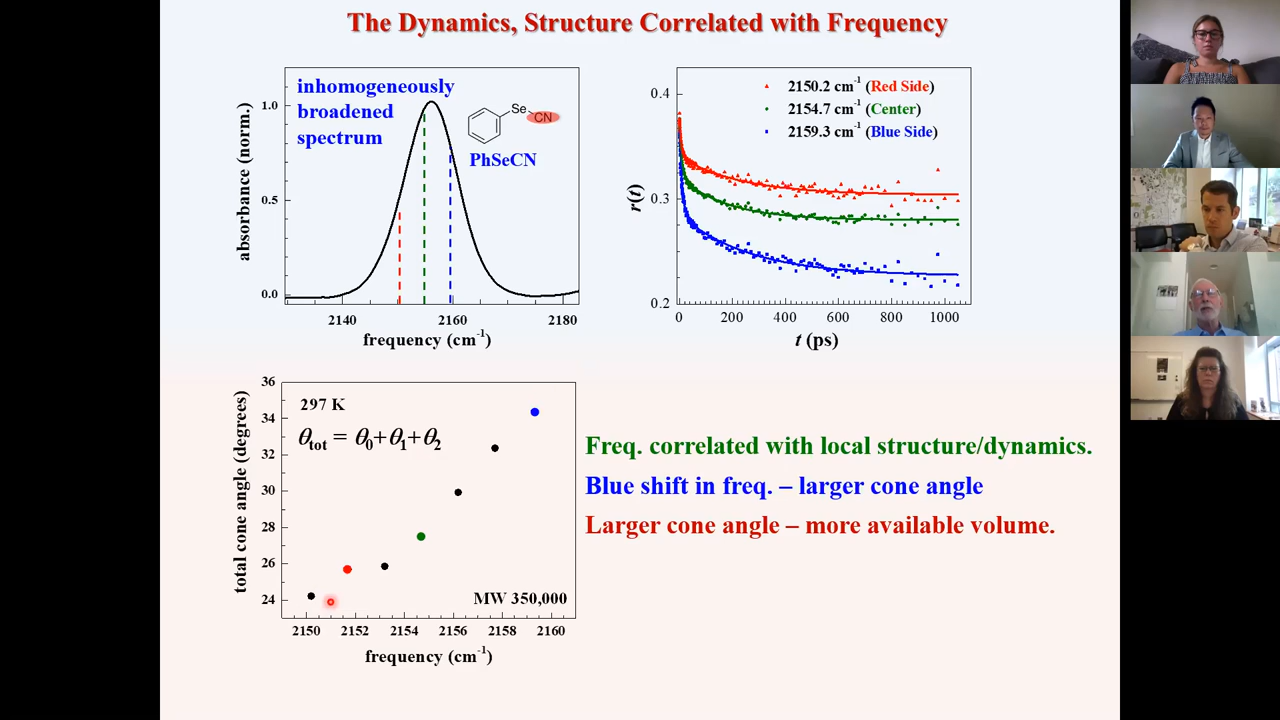 The Dynamics, Structure Correlated with Frequency
absorbance (norm.)
1.0
0.5
0.0
inhomogeneously
broadened
spectrum
Se
CN
PhSeCN
2140
2160
2180
frequency (cm⁻¹)
r(t)
0.4
0.3
0.2
2150.2 cm⁻¹ (Red Side)
2154.7 cm⁻¹ (Center)
2159.3 cm⁻¹ (Blue Side)
0
200
400
600
800
1000
t (ps)
total cone angle (degrees)
36
34
32
30
28
26
24
297 K
θtot = θ0+θ1+θ2
MW 350,000
2150
2152
2154
2156
2158
2160
frequency (cm⁻¹)
Freq. correlated with local structure/dynamics.
Blue shift in freq. – larger cone angle
Larger cone angle – more available volume.